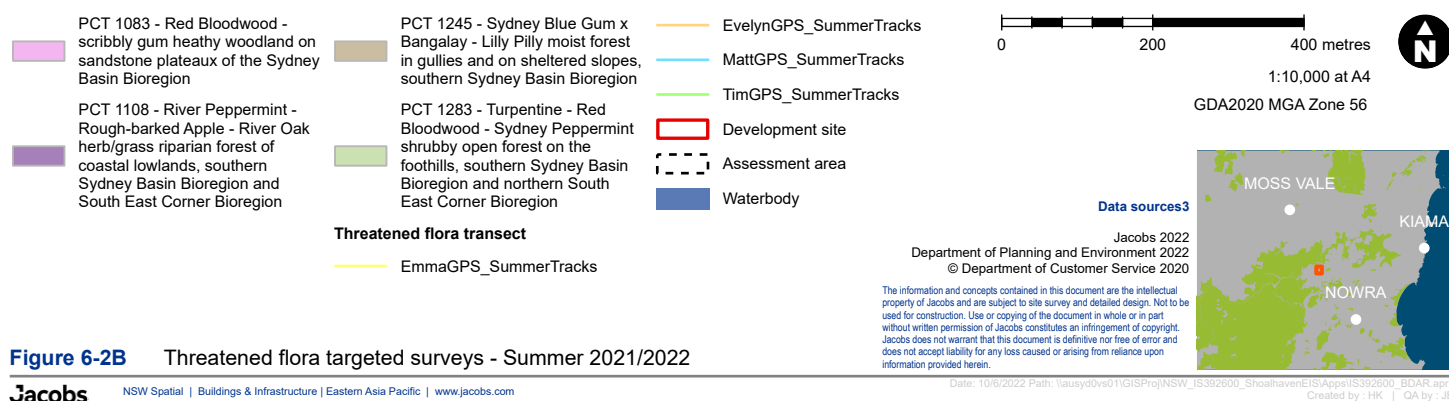 PCT 1083 - Red Bloodwood -
scribbly gum heathy woodland on
sandstone plateaux of the Sydney
Basin Bioregion
PCT 1108 - River Peppermint -
Rough-barked Apple - River Oak
herb/grass riparian forest of
coastal lowlands, southern
Sydney Basin Bioregion and
South East Corner Bioregion
PCT 1245 - Sydney Blue Gum x
Bangalay - Lilly Pilly moist forest
in gullies and on sheltered slopes,
southern Sydney Basin Bioregion
PCT 1283 - Turpentine - Red
Bloodwood - Sydney Peppermint
shrubby open forest on the
foothills, southern Sydney Basin
Bioregion and northern South
East Corner Bioregion
Threatened flora transect
EmmaGPS_SummerTracks
EvelynGPS_SummerTracks
MattGPS_SummerTracks
TimGPS_SummerTracks
Development site
Assessment area
Waterbody
0 200 400 metres
N
1:10,000 at A4
GDA2020 MGA Zone 56
Data sources3
Jacobs 2022
Department of Planning and Environment 2022
© Department of Customer Service 2020
The information and concepts contained in this document are the intellectual
property of Jacobs and are subject to site survey and detailed design. Not to be
used for construction. Use or copying of the document in whole or in part
without written permission of Jacobs constitutes an infringement of copyright.
Jacobs does not warrant that this document is definitive nor free of error and
does not accept liability for any loss caused or arising from reliance upon
information provided herein.
MOSS VALE
KIAMA
NOWRA
Figure 6-2B Threatened flora targeted surveys - Summer 2021/2022
Jacobs NSW Spatial | Buildings & Infrastructure | Eastern Asia Pacific | www.jacobs.com
Date: 10/6/2022 Path: \\ausyd0vs01\GISProj\NSW_IS392600_ShoalhavenEIS\Apps\IS392600_BDAR.apr
Created by : HK | QA by :